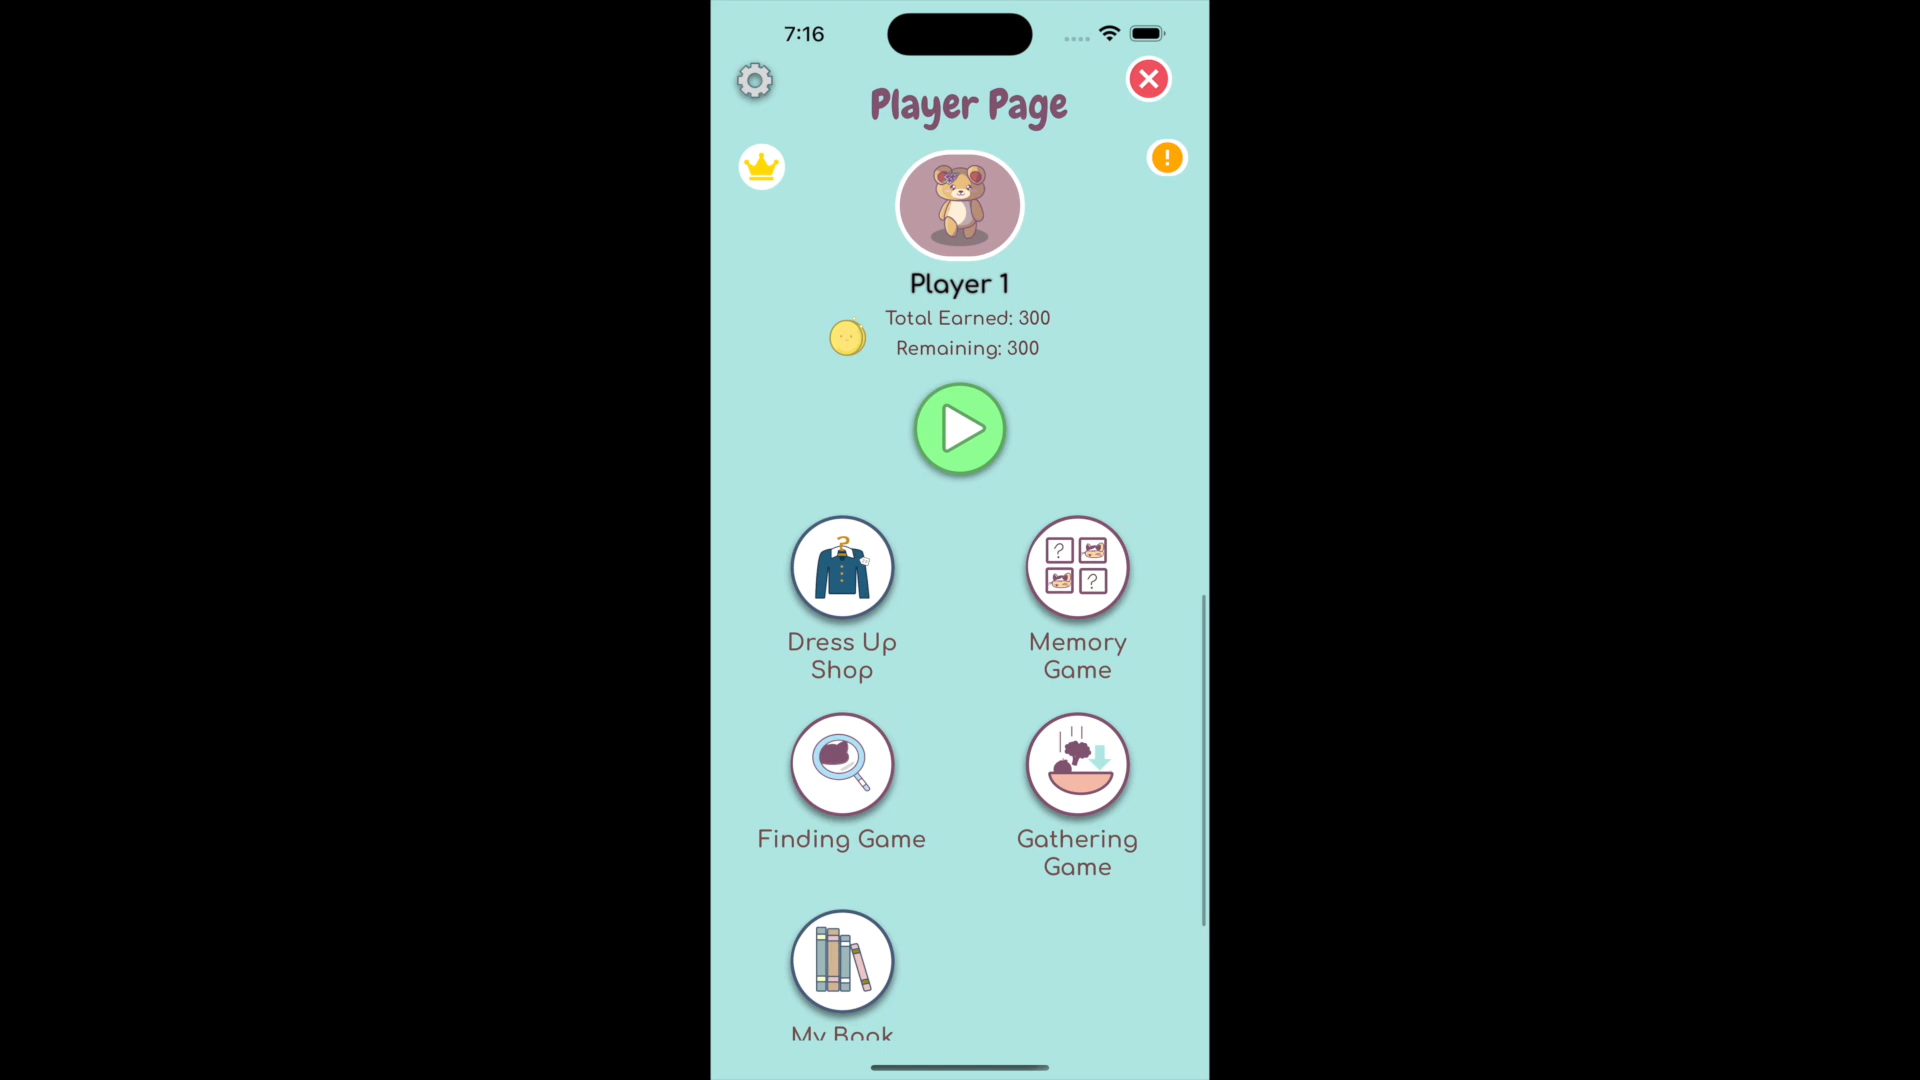 7:16
Player Page
Player 1
Total Earned: 300
Remaining: 300
Dress Up
Shop
Memory
Game
Finding Game
Gathering
Game
My Book